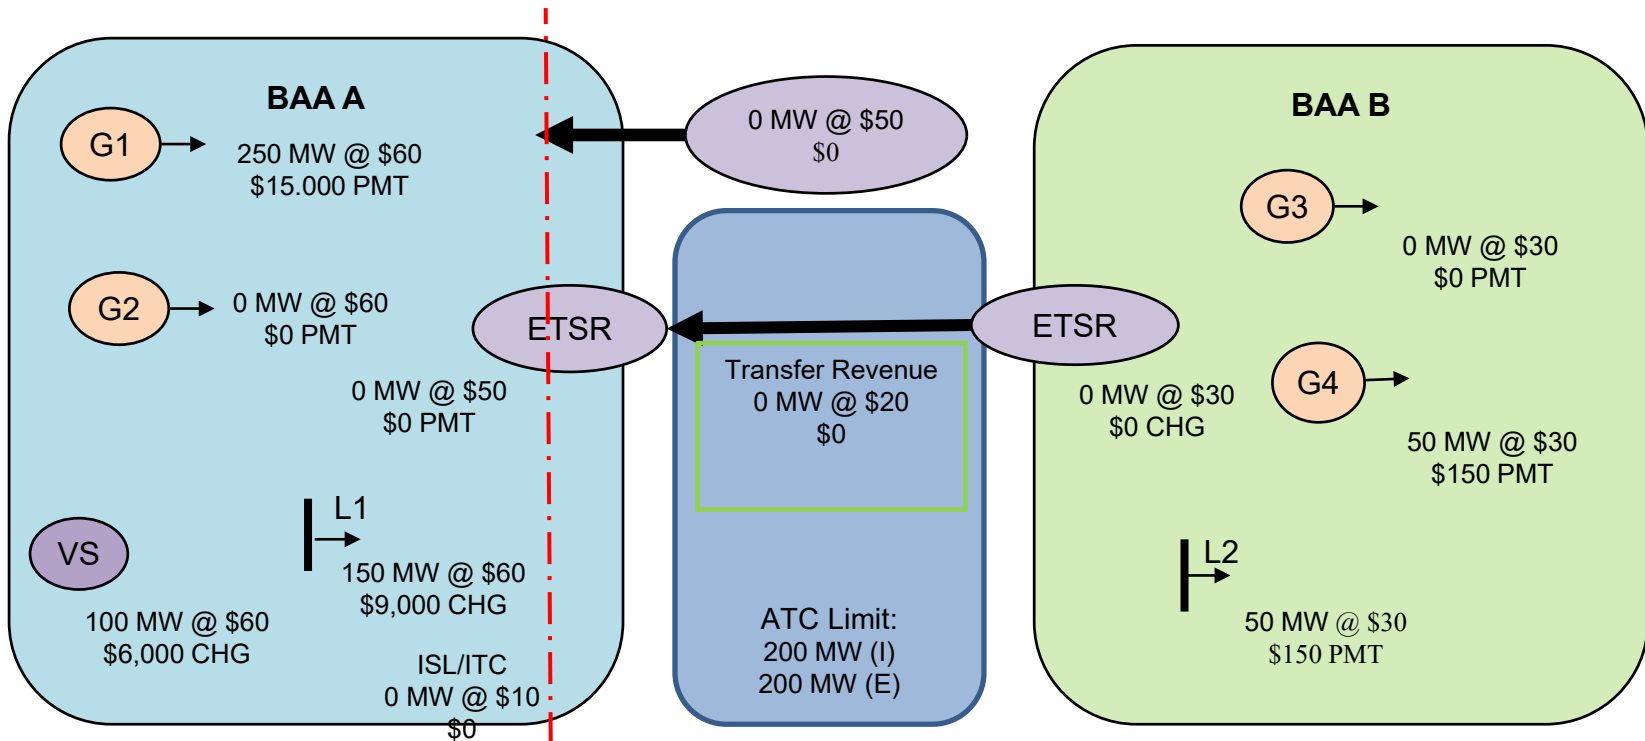 BAA A
G1
250 MW @ $60
$15.000 PMT
G2
0 MW @ $60
$0 PMT
ETSR
0 MW @ $50
$0 PMT
VS
100 MW @ $60
$6,000 CHG
L1
150 MW @ $60
$9,000 CHG
ISL/ITC
0 MW @ $10
$0
0 MW @ $50
$0
Transfer Revenue
0 MW @ $20
$0
ATC Limit:
200 MW (I)
200 MW (E)
BAA B
ETSR
0 MW @ $30
$0 CHG
G3
0 MW @ $30
$0 PMT
G4
50 MW @ $30
$150 PMT
L2
50 MW @ $30
$150 PMT